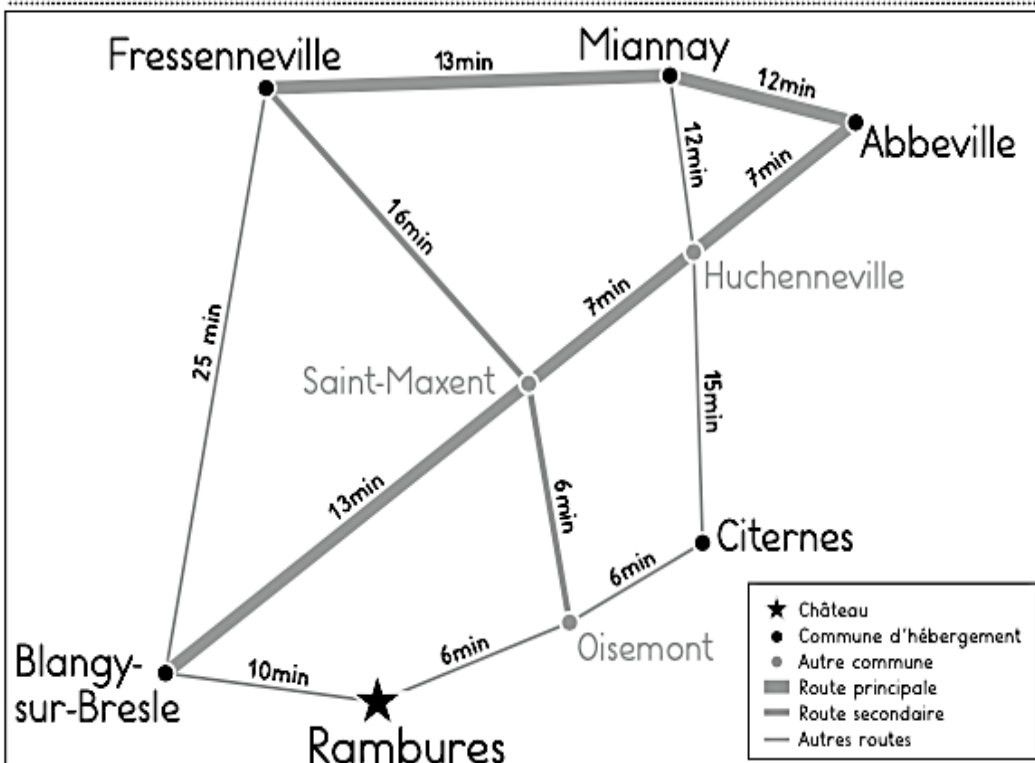 Fressenneville
13min
Miannay
12min
Abbeville
12min
7min
16min
Huchenneville
7min
25 min
Saint-Maxent
15min
13min
6min
Citernes
6min
Oisemont
6min
Blangy-
sur-Bresle
10min
Rambures
Château
Commune d'hébergement
Autre commune
Route principale
Route secondaire
Autres routes